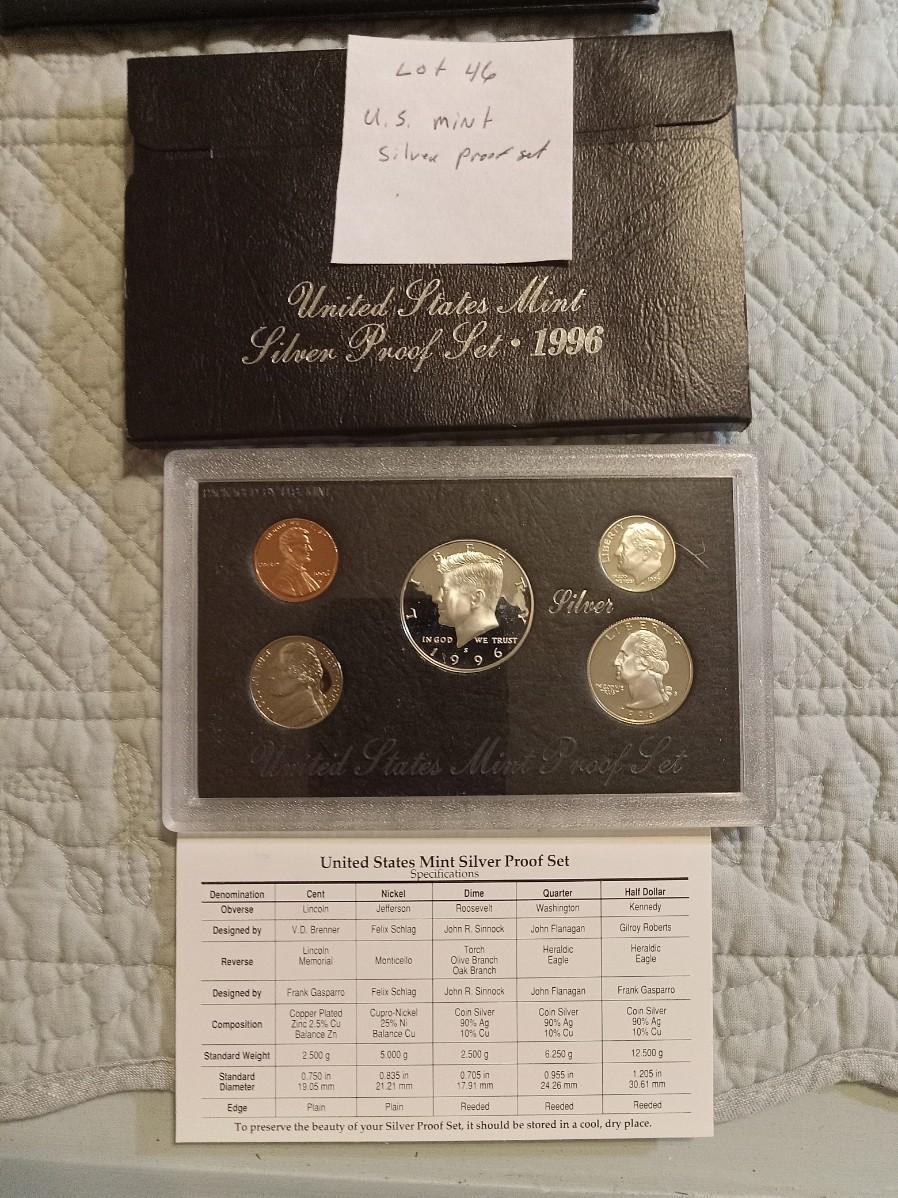 Lot 46
U.S. mint
Silver proof set
United States Mint
Silver Proof Set • 1996
PACKAGED BY U.S. MINT
LIBERTY
IN GOD WE TRUST
S
1996
LIBERTY
Silver
LIBERTY
1996
United States Mint Proof Set
United States Mint Silver Proof Set
Specifications
Denomination Cent Nickel Dime Quarter Half Dollar
Obverse Lincoln Jefferson Roosevelt Washington Kennedy
Designed by V.D. Brenner Felix Schlag John R. Sinnock John Flanagan Gilroy Roberts
Reverse Lincoln Memorial Monticello Torch Olive Branch Oak Branch Heraldic Eagle Heraldic Eagle
Designed by Frank Gasparro Felix Schlag John R. Sinnock John Flanagan Frank Gasparro
Composition Copper Plated Zinc 2.5% Cu Balance Zn Cupro-Nickel 25% Ni Balance Cu Coin Silver 90% Ag 10% Cu Coin Silver 90% Ag 10% Cu Coin Silver 90% Ag 10% Cu
Standard Weight 2.500 g 5.000 g 2.500 g 6.250 g 12.500 g
Standard Diameter 0.750 in 19.05 mm 0.835 in 21.21 mm 0.705 in 17.91 mm 0.955 in 24.26 mm 1.205 in 30.61 mm
Edge Plain Plain Reeded Reeded Reeded
To preserve the beauty of your Silver Proof Set, it should be stored in a cool, dry place.